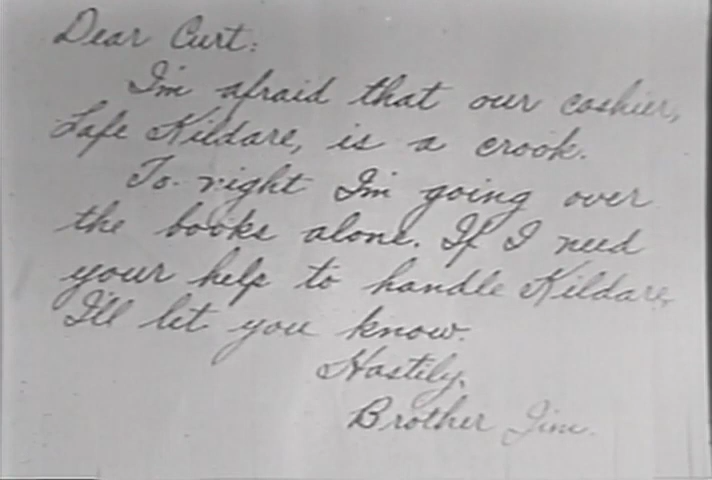 Dear Curt:
I'm afraid that our cashier,
Lafe Kildare, is a crook.
To-night I'm going over
the books alone. If I need
your help to handle Kildare,
I'll let you know.
Hastily,
Brother Jim.